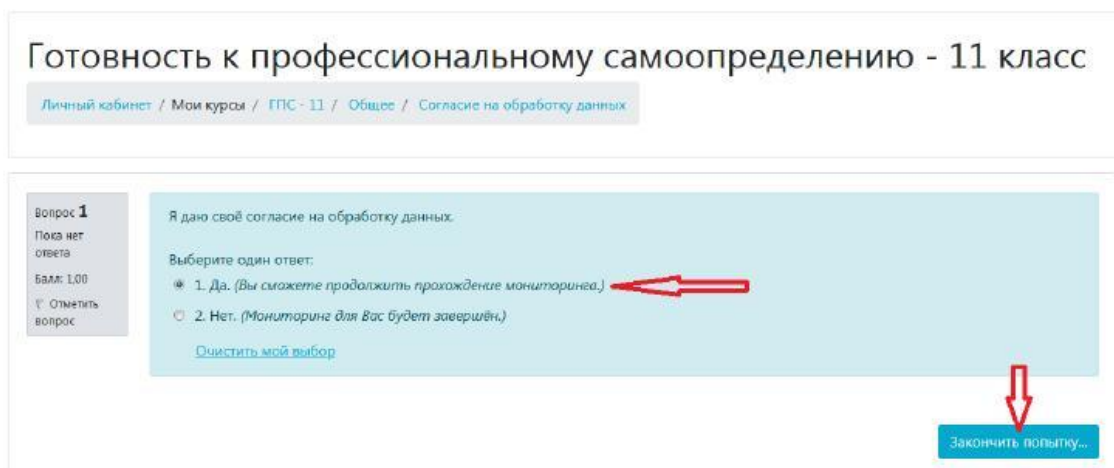 Готовность к профессиональному самоопределению - 11 класс
Личный кабинет / Мои курсы / ГПС - 11 / Общее / Согласие на обработку данных
Вопрос 1
Пока нет
ответа
Балл: 1,00
Отметить
вопрос
Я даю своё согласие на обработку данных.
Выберите один ответ:
1. Да. (Вы сможете продолжить прохождение мониторинга.)
2. Нет. (Мониторинг для Вас будет завершён.)
Очистить мой выбор
Закончить попытку...